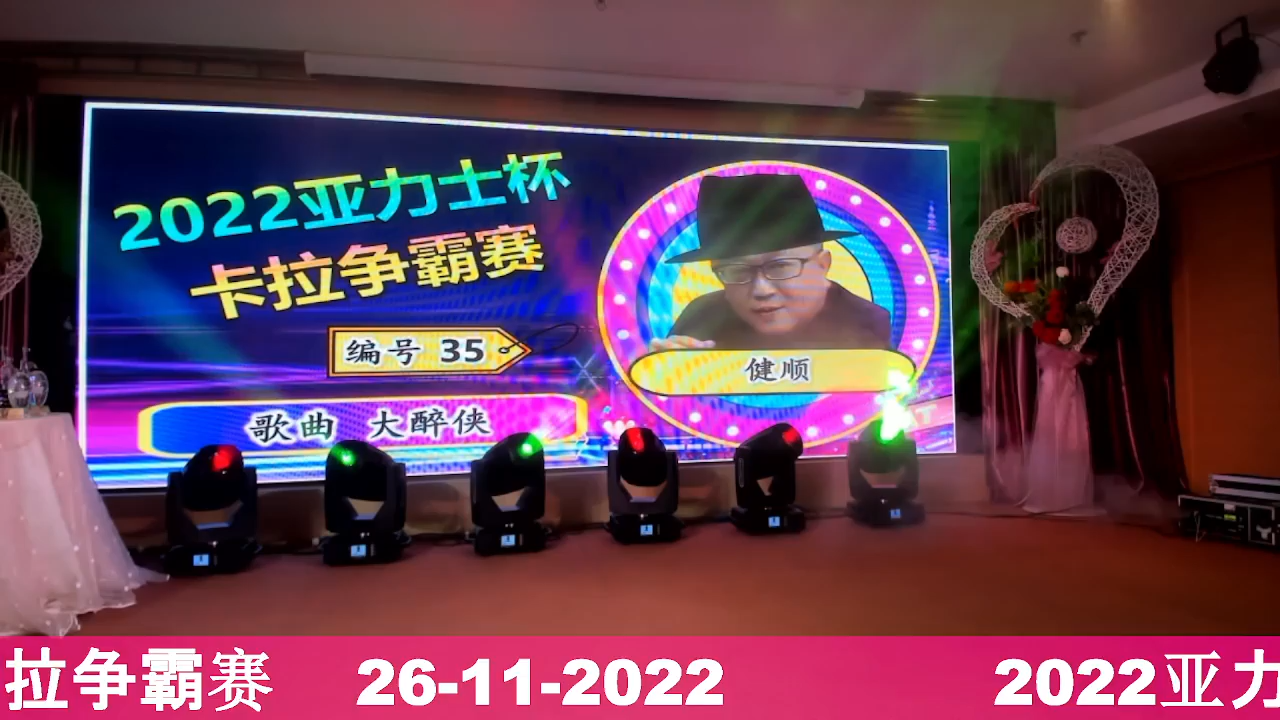 2022亚力士杯
卡拉争霸赛
编号 35
歌曲 大醉侠
健顺
拉争霸赛 26-11-2022 2022亚力